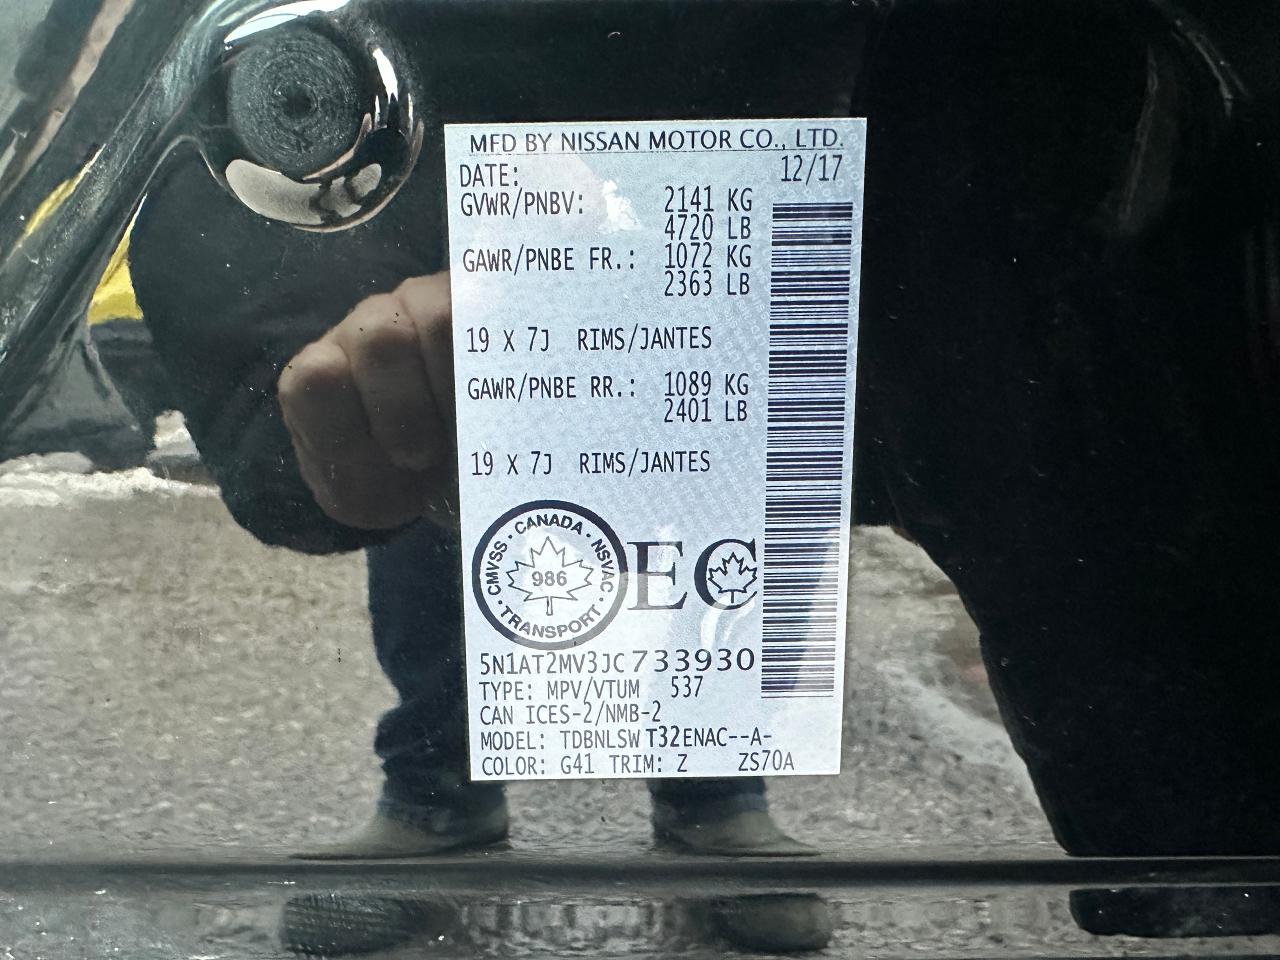 MFD BY NISSAN MOTOR CO., LTD.
DATE: 12/17
GVWR/PNBV: 2141 KG
4720 LB
GAWR/PNBE FR.: 1072 KG
2363 LB
19 X 7J RIMS/JANTES
GAWR/PNBE RR.: 1089 KG
2401 LB
19 X 7J RIMS/JANTES
CMVSS · CANADA · NSVAC · TRANSPORT ·
986
EC
5N1AT2MV3JC733930
TYPE: MPV/VTUM 537
CAN ICES-2/NMB-2
MODEL: TDBNLSWT32ENAC--A-
COLOR: G41 TRIM: Z ZS70A